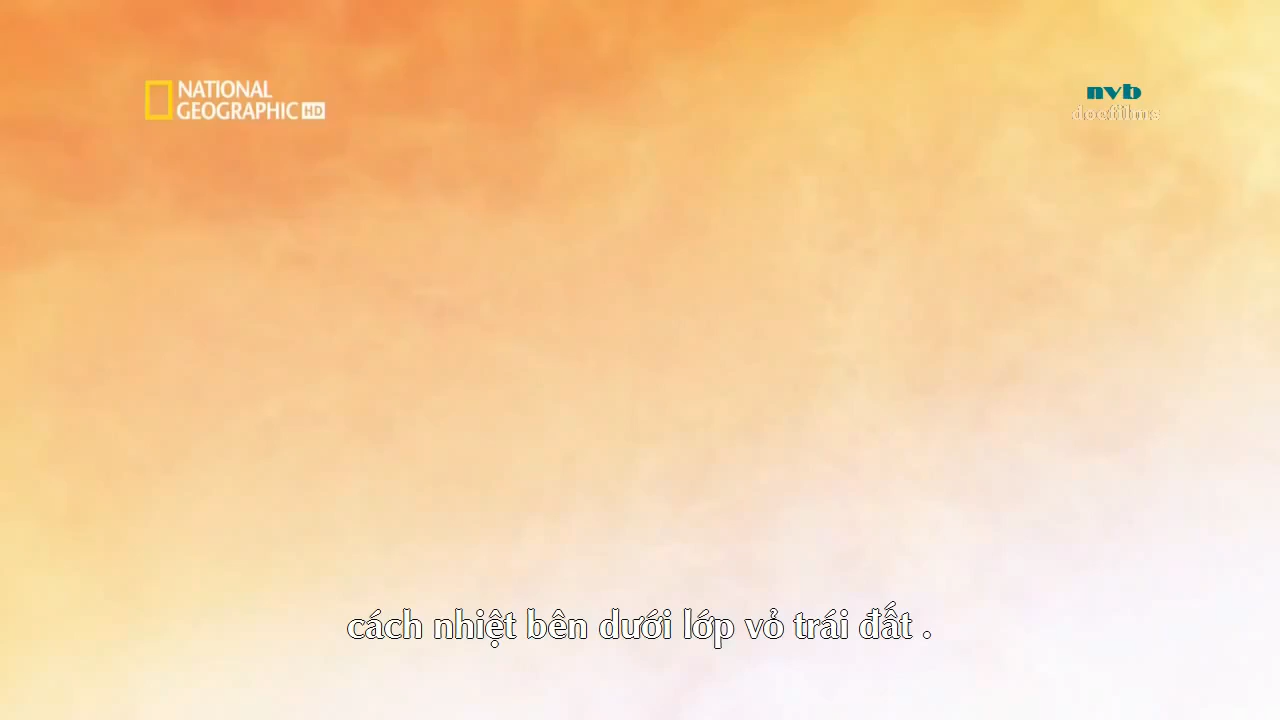 NATIONAL
GEOGRAPHIC HD
nvb
docfilms
cách nhiệt bên dưới lớp vỏ trái đất .